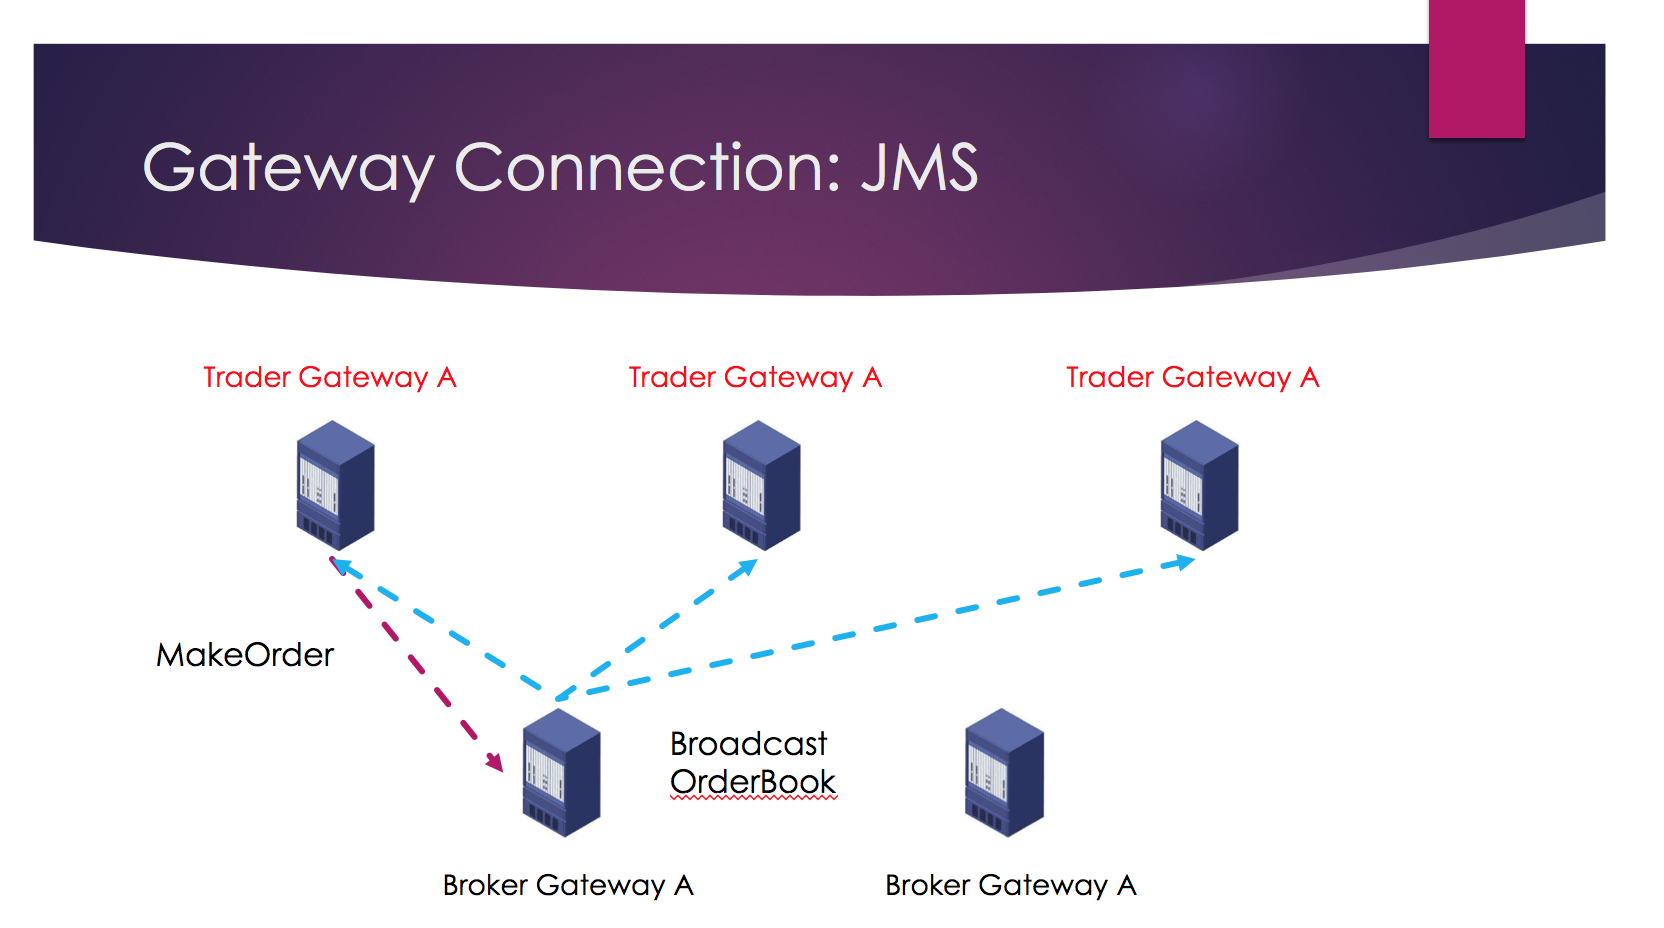 Gateway Connection: JMS
Trader Gateway A
Trader Gateway A
Trader Gateway A
MakeOrder
Broadcast
OrderBook
Broker Gateway A
Broker Gateway A